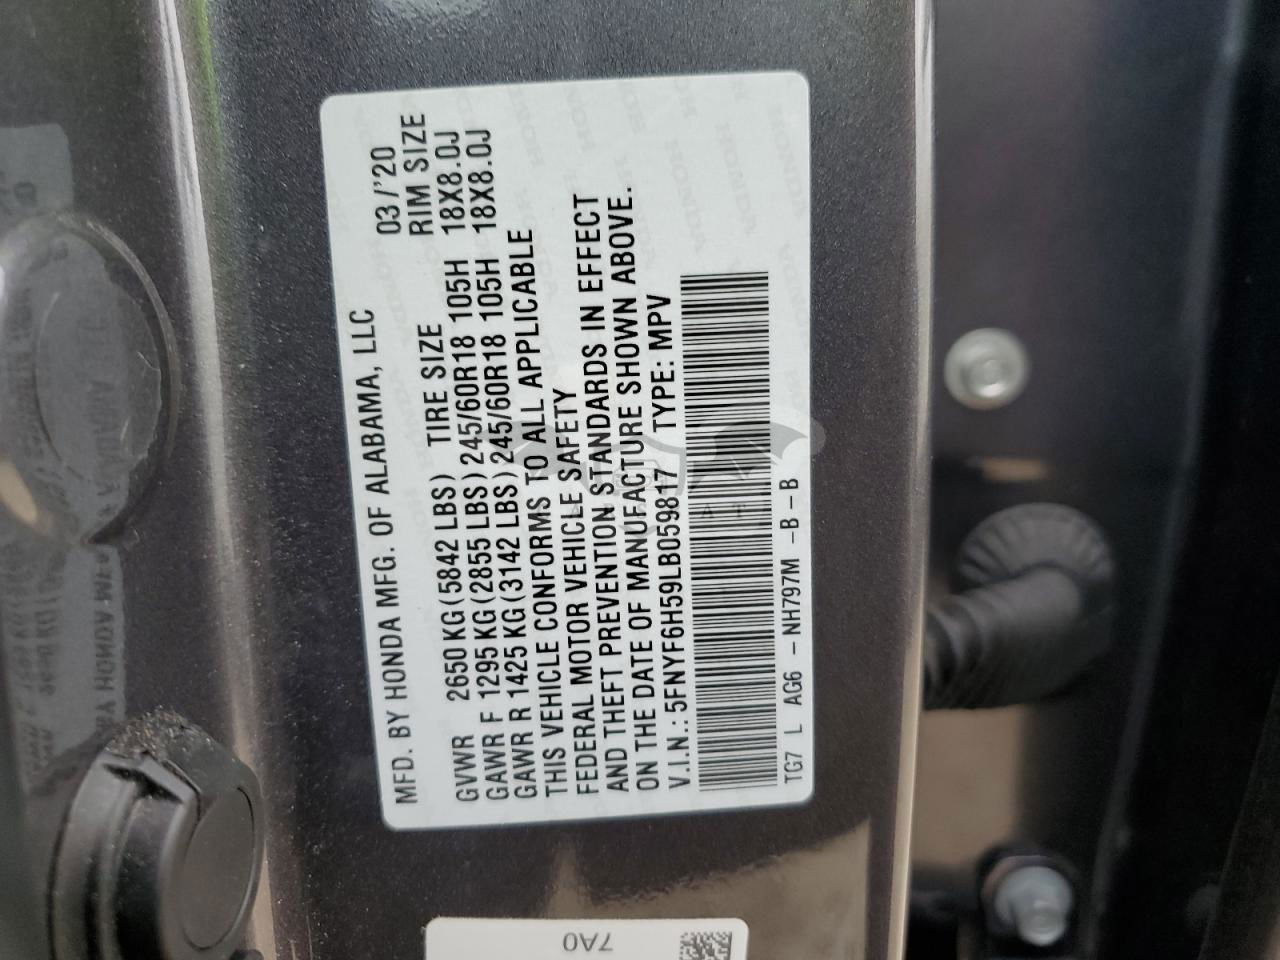 MFD. BY HONDA MFG. OF ALABAMA, LLC 03/'20
GVWR 2650 KG (5842 LBS) TIRE SIZE RIM SIZE
GAWR F 1295 KG (2855 LBS) 245/60R18 105H 18X8.0J
GAWR R 1425 KG (3142 LBS) 245/60R18 105H 18X8.0J
THIS VEHICLE CONFORMS TO ALL APPLICABLE
FEDERAL MOTOR VEHICLE SAFETY
AND THEFT PREVENTION STANDARDS IN EFFECT
ON THE DATE OF MANUFACTURE SHOWN ABOVE.
V.I.N.: 5FNYF6H59LB059817 TYPE: MPV
TG7 L AG6 -NH797M -B-B
7A0